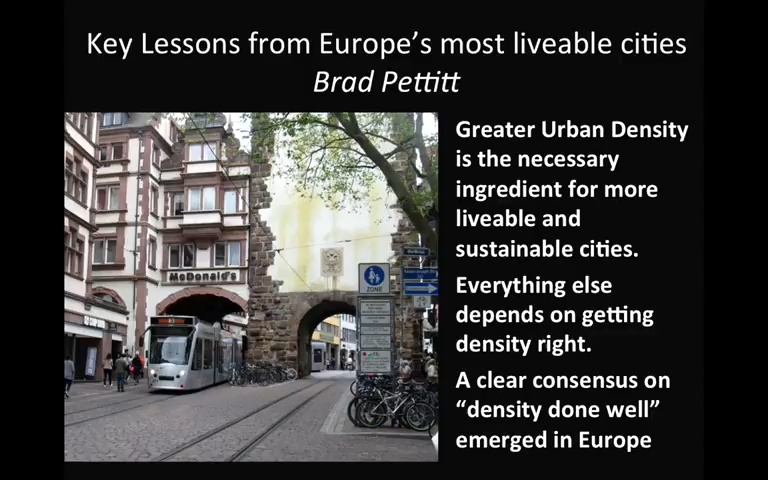 Key Lessons from Europe's most liveable cities
Brad Pettitt
Greater Urban Density
is the necessary
ingredient for more
liveable and
sustainable cities.
Everything else
depends on getting
density right.
A clear consensus on
“density done well”
emerged in Europe
McDonald's
ZONE